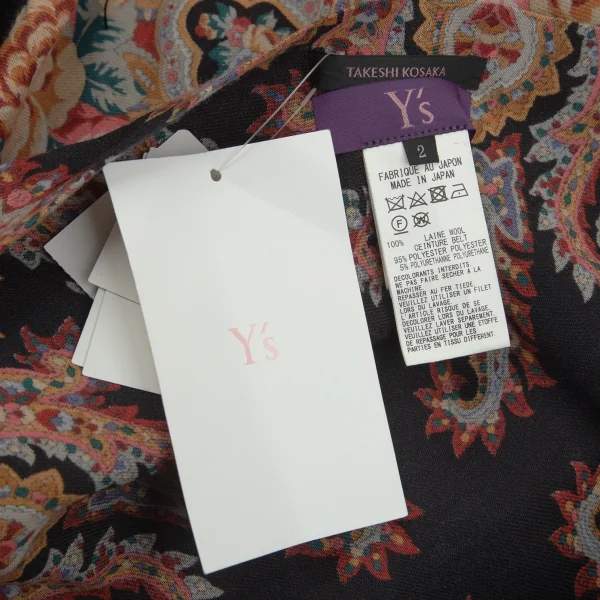 TAKESHI KOSAKA
Y's
2
FABRIQUE AU JAPON
MADE IN JAPAN
LAINE WOOL
100%
CEINTURE BELT
95% POLYESTER POLYESTER
5% POLYURETHANNE POLYURETHANE
DECOLORANTS INTERDITS.
NE PAS FAIRE SECHER A LA
MACHINE.
REPASSER AU FER TIEDE.
VEUILLEZ UTILISER UN FILET
LORS DU LAVAGE.
L'ARTICLE RISQUE DE SE
DECOLORER LORS DU LAVAGE.
VEUILLEZ LAVER SEPAREMENT.
VEUILLEZ UTILISER UNE ETOFFE
DE REPASSAGE POUR LES
PARTIES EN TISSU DIFFERENT.
Y's